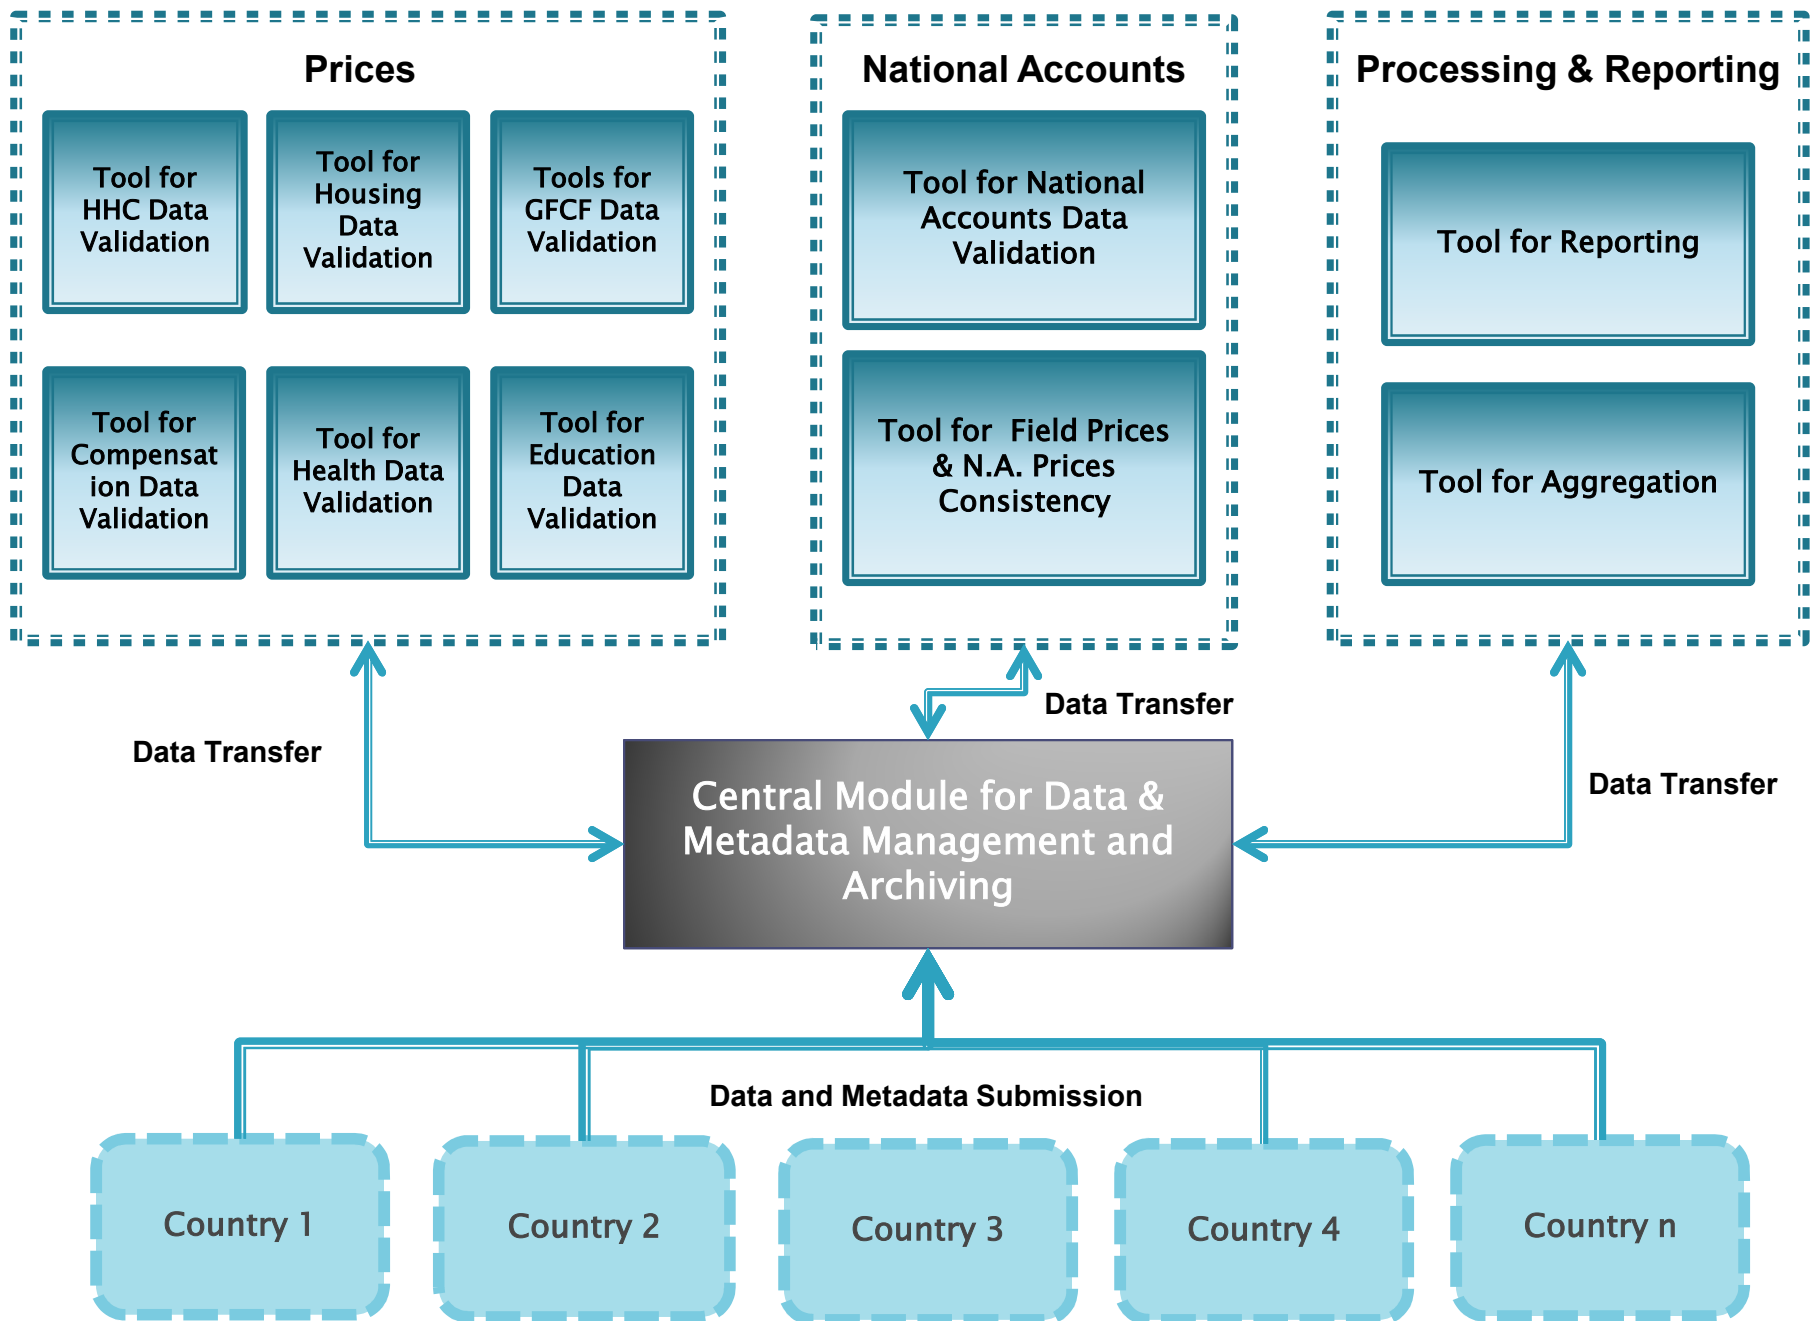 Prices
Tool for
HHC Data
Validation
Tool for
Housing
Data
Validation
Tools for
GFCF Data
Validation
Tool for
Compensat
ion Data
Validation
Tool for
Health Data
Validation
Tool for
Education
Data
Validation
National Accounts
Tool for National
Accounts Data
Validation
Tool for  Field Prices
& N.A. Prices
Consistency
Processing & Reporting
Tool for Reporting
Tool for Aggregation
Data Transfer
Data Transfer
Data Transfer
Central Module for Data &
Metadata Management and
Archiving
Data and Metadata Submission
Country 1
Country 2
Country 3
Country 4
Country n